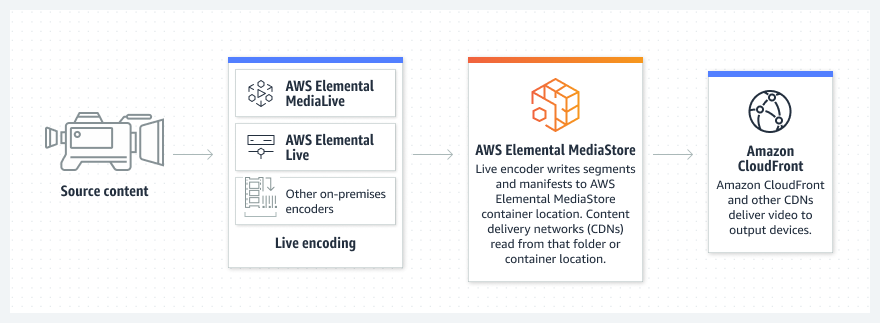 Source content
AWS Elemental
MediaLive
AWS Elemental
Live
Other on-premises
encoders
Live encoding
AWS Elemental MediaStore
Live encoder writes segments
and manifests to AWS
Elemental MediaStore
container location. Content
delivery networks (CDNs)
read from that folder or
container location.
Amazon
CloudFront
Amazon CloudFront
and other CDNs
deliver video to
output devices.